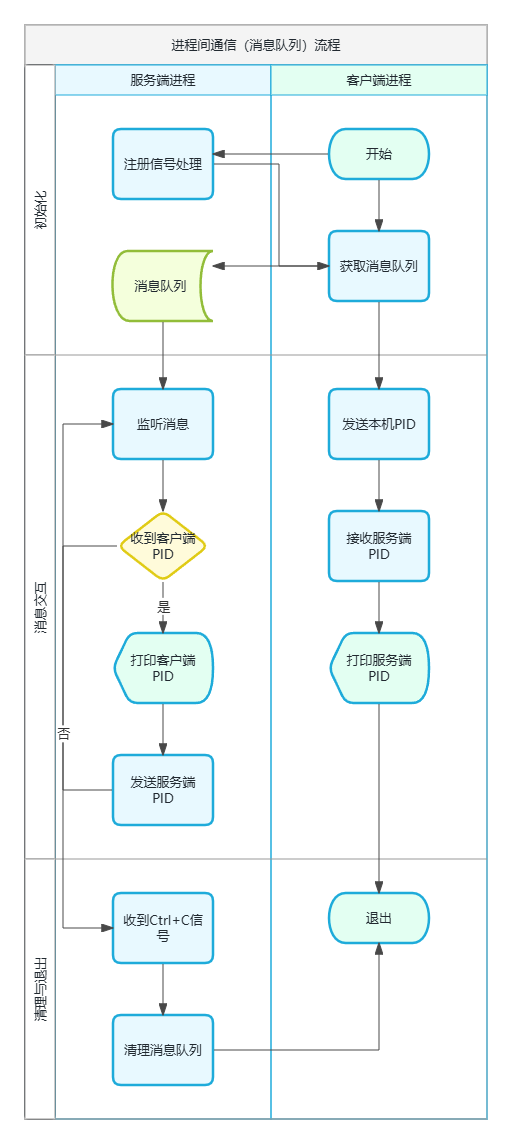 进程间通信（消息队列）流程
服务端进程
客户端进程
初始化
注册信号处理
开始
消息队列
获取消息队列
消息交互
监听消息
发送本机PID
收到客户端
PID
接收服务端
PID
是
打印客户端
PID
打印服务端
PID
否
发送服务端
PID
清理与退出
收到Ctrl+C信
号
退出
清理消息队列